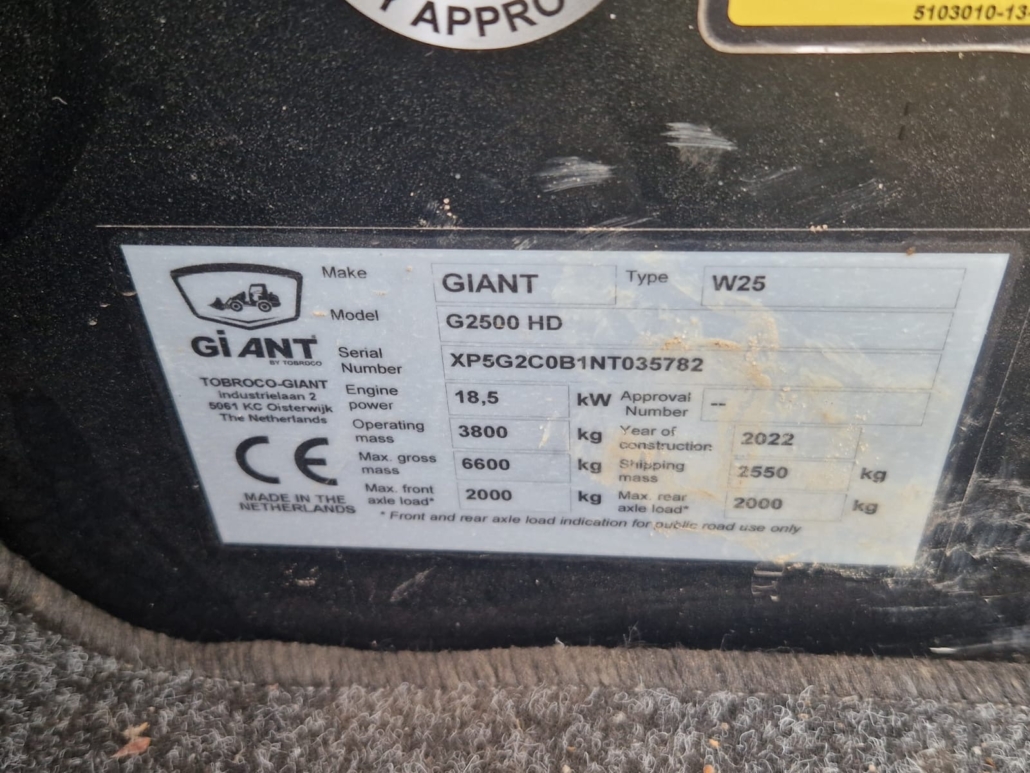 Y APPRO
5103010-13
Make GIANT Type W25
Model G2500 HD
GiANT
BY TOBROCO
Serial Number XP5G2C0B1NT035782
TOBROCO-GIANT
Industrielaan 2
5061 KC Oisterwijk
The Netherlands
Engine power 18,5 kW Approval Number --
Operating mass 3800 kg Year of construction 2022
Max. gross mass 6600 kg Shipping mass 2550 kg
Max. front axle load* 2000 kg Max. rear axle load* 2000 kg
CE
MADE IN THE
NETHERLANDS
* Front and rear axle load indication for public road use only